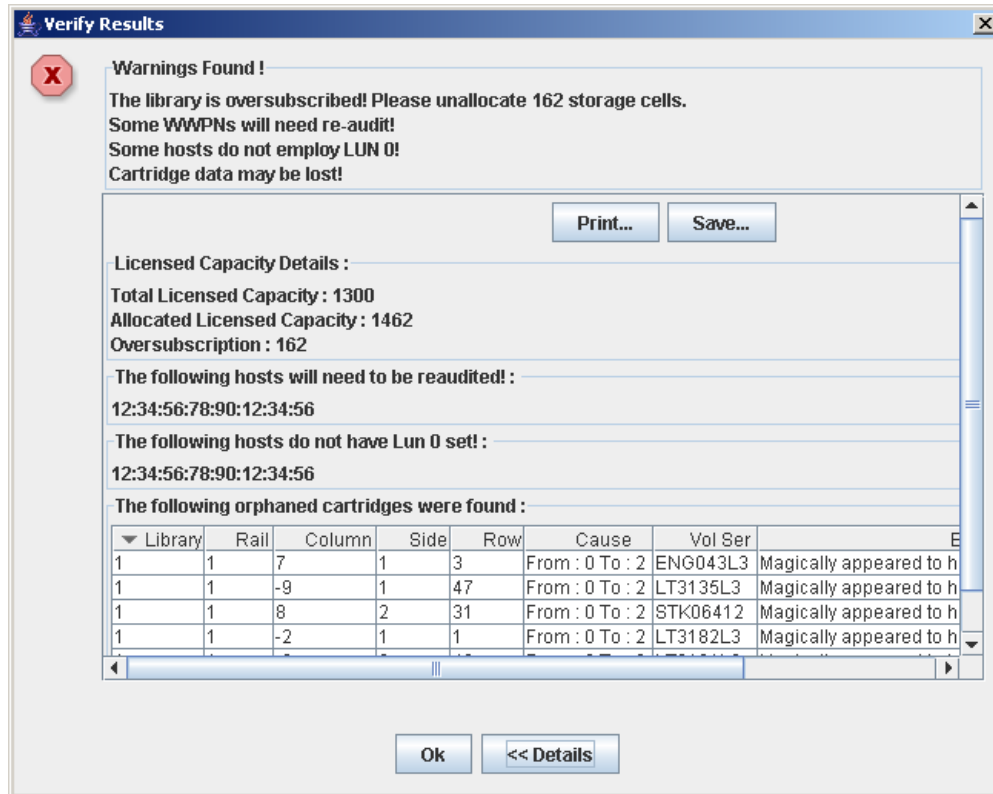 Verify Results
Warnings Found !
The library is oversubscribed! Please unallocate 162 storage cells.
Some WWPNs will need re-audit!
Some hosts do not employ LUN 0!
Cartridge data may be lost!
Print... Save...
Licensed Capacity Details :
Total Licensed Capacity : 1300
Allocated Licensed Capacity : 1462
Oversubscription : 162
The following hosts will need to be reaudited! :
12:34:56:78:90:12:34:56
The following hosts do not have Lun 0 set! :
12:34:56:78:90:12:34:56
The following orphaned cartridges were found :
Library Rail Column Side Row Cause Vol Ser E
1 1 7 1 3 From : 0 To : 2 ENG043L3 Magically appeared to h
1 1 -9 1 47 From : 0 To : 2 LT3135L3 Magically appeared to h
1 1 8 2 31 From : 0 To : 2 STK06412 Magically appeared to h
1 1 -2 1 1 From : 0 To : 2 LT3182L3 Magically appeared to h
Ok << Details